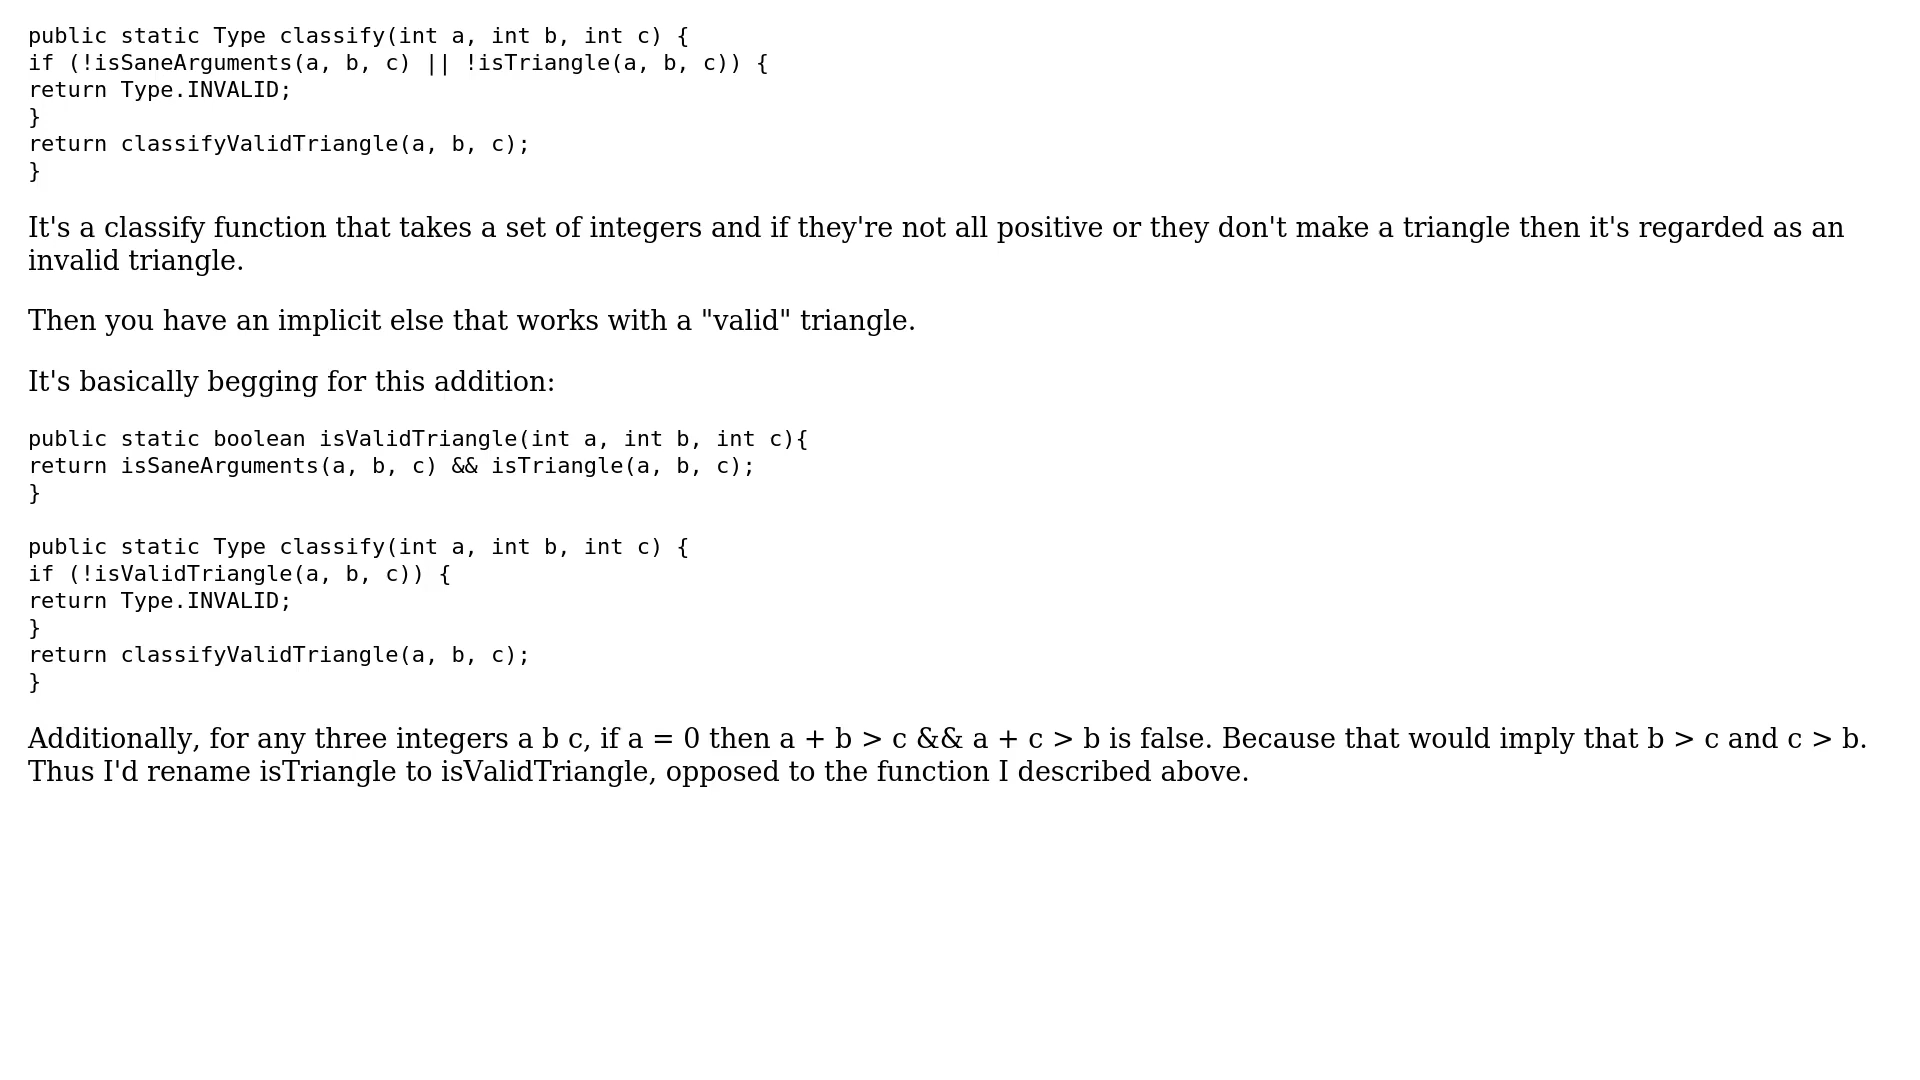 public static Type classify(int a, int b, int c) {
if (!isSaneArguments(a, b, c) || !isTriangle(a, b, c)) {
return Type.INVALID;
}
return classifyValidTriangle(a, b, c);
}
It's a classify function that takes a set of integers and if they're not all positive or they don't make a triangle then it's regarded as an
invalid triangle.
Then you have an implicit else that works with a "valid" triangle.
It's basically begging for this addition:
public static boolean isValidTriangle(int a, int b, int c){
return isSaneArguments(a, b, c) && isTriangle(a, b, c);
}
public static Type classify(int a, int b, int c) {
if (!isValidTriangle(a, b, c)) {
return Type.INVALID;
}
return classifyValidTriangle(a, b, c);
}
Additionally, for any three integers a b c, if a = 0 then a + b > c && a + c > b is false. Because that would imply that b > c and c > b.
Thus I'd rename isTriangle to isValidTriangle, opposed to the function I described above.